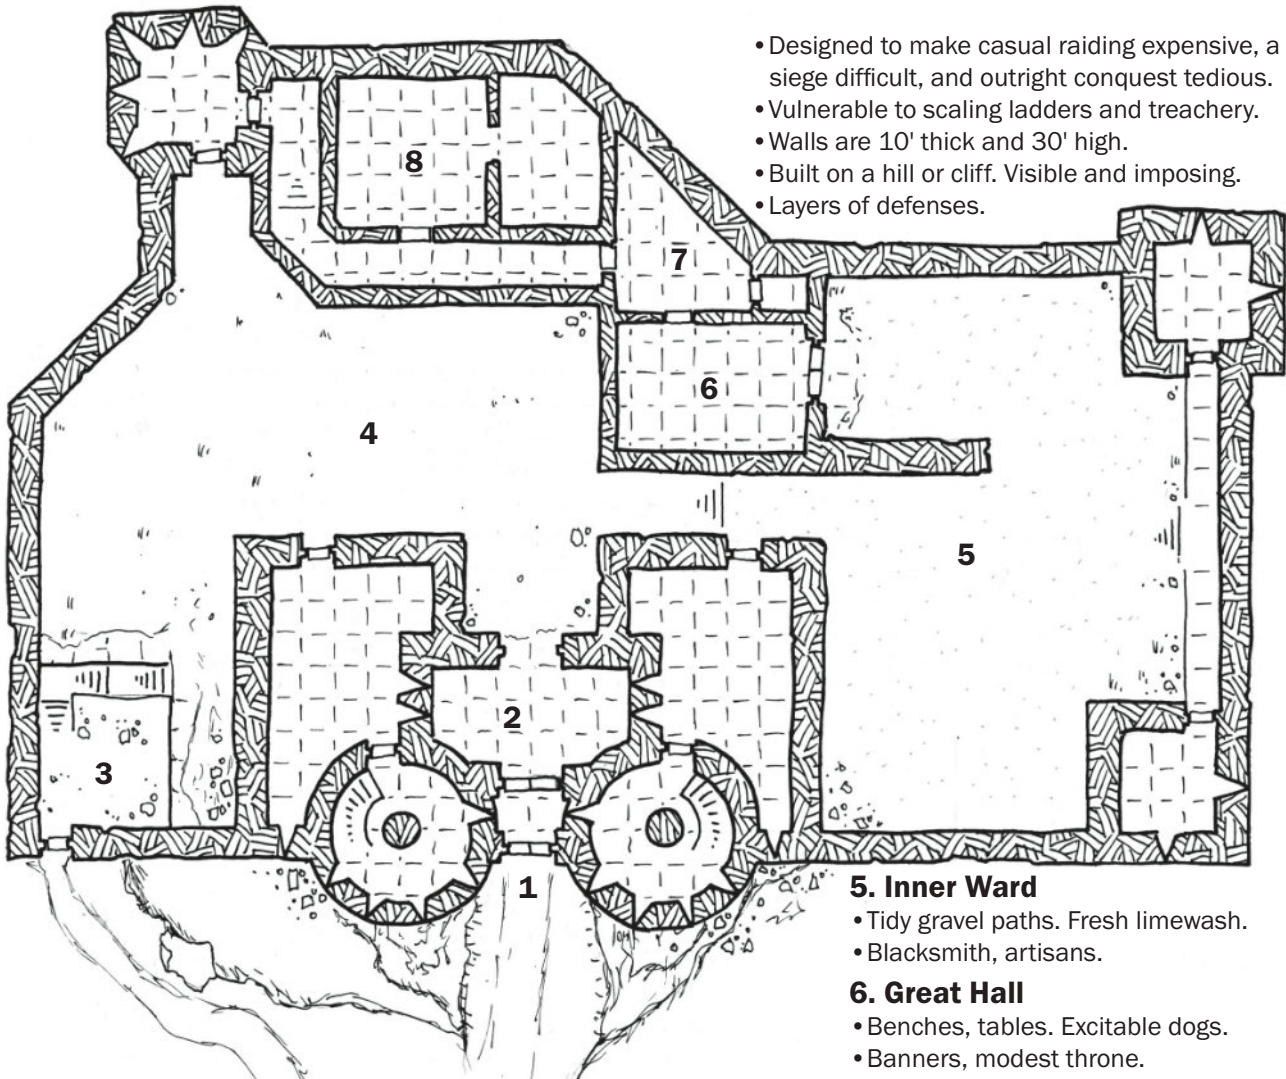 • Designed to make casual raiding expensive, a
siege difficult, and outright conquest tedious.
• Vulnerable to scaling ladders and treachery.
• Walls are 10' thick and 30' high.
• Built on a hill or cliff. Visible and imposing.
• Layers of defenses.
8
7
6
4
5
2
3
1
5. Inner Ward
• Tidy gravel paths. Fresh limewash.
• Blacksmith, artisans.
6. Great Hall
• Benches, tables. Excitable dogs.
• Banners, modest throne.